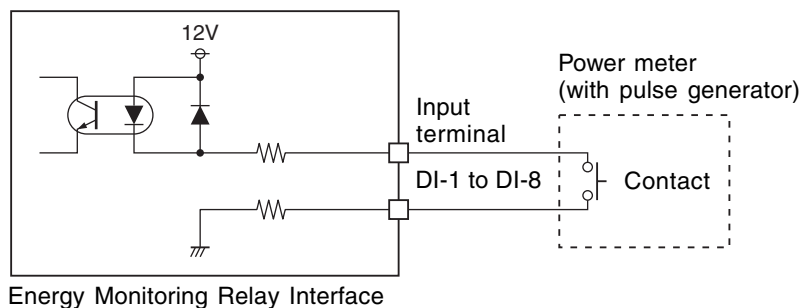 12V
Power meter
(with pulse generator)
Input
terminal
DI-1 to DI-8
Contact
Energy Monitoring Relay Interface